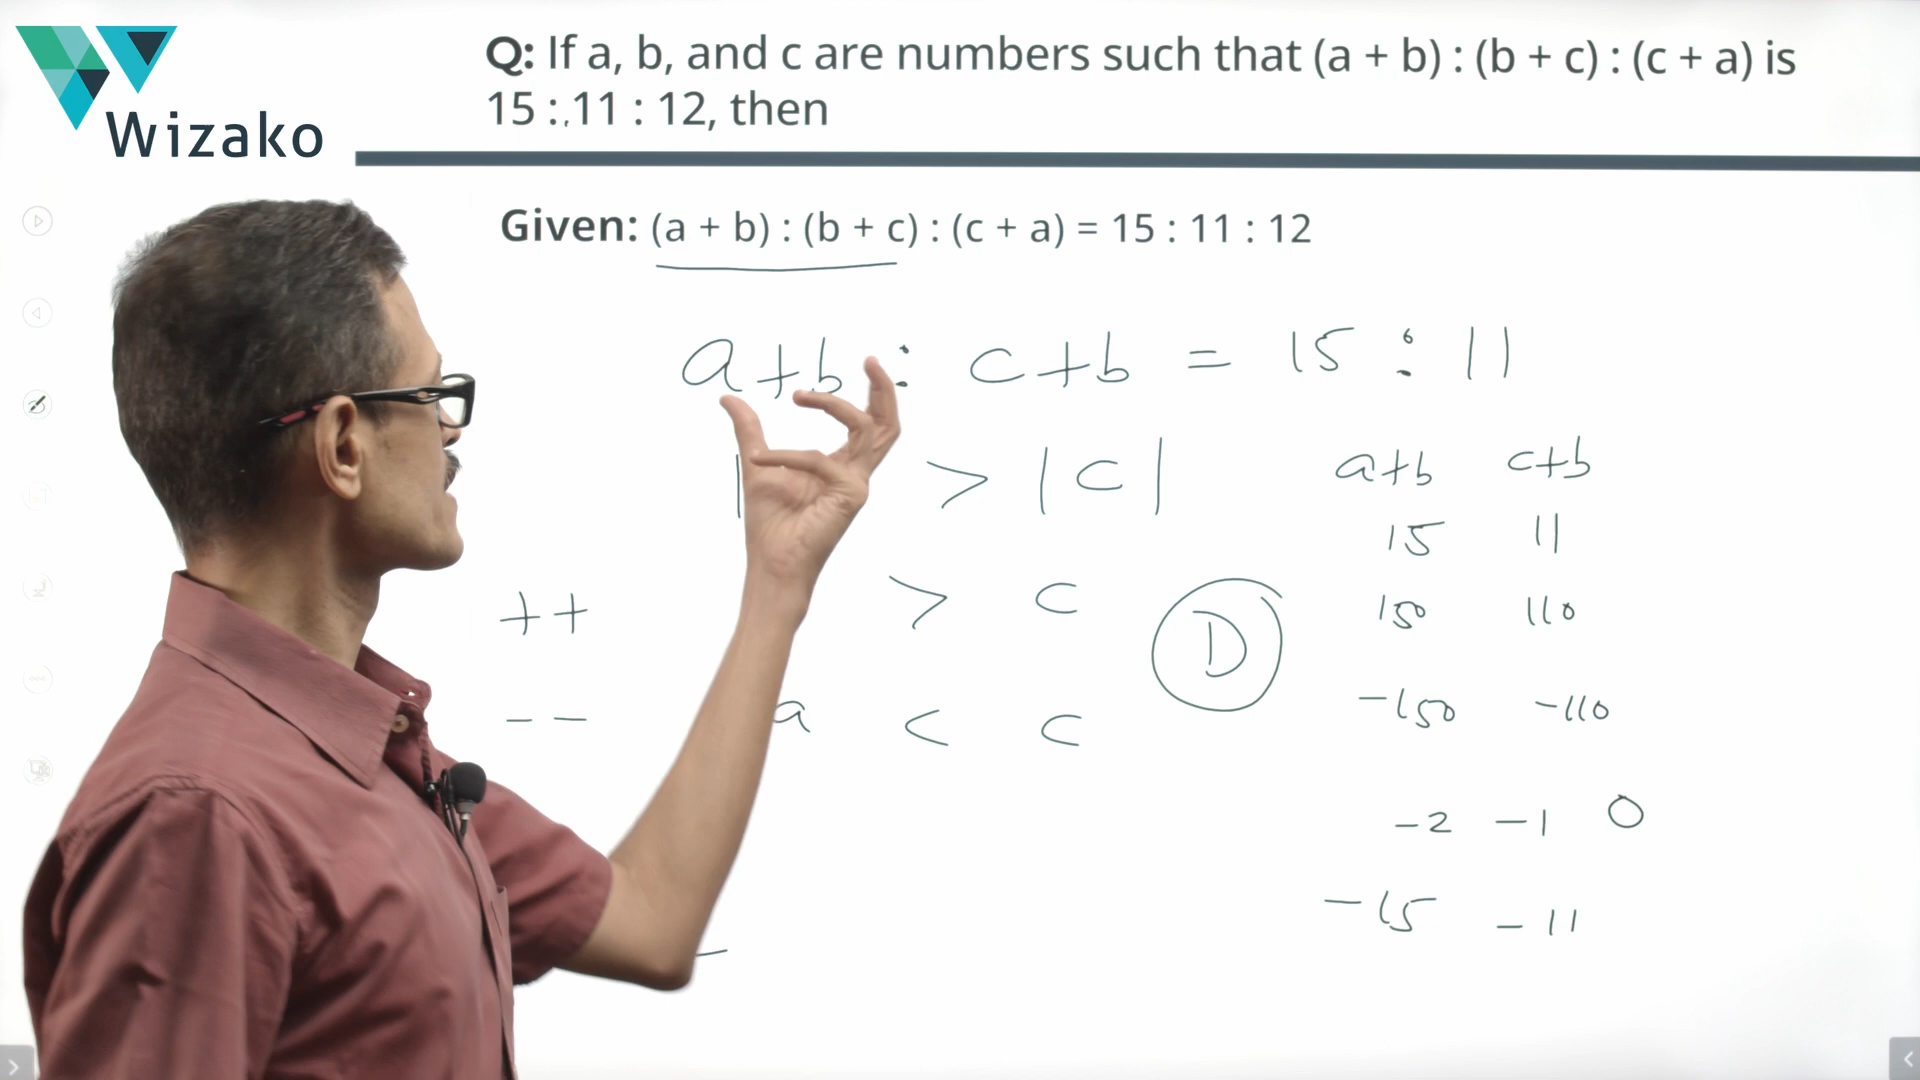 Wizako
Q: If a, b, and c are numbers such that (a + b) : (b + c) : (c + a) is
15 : 11 : 12, then
Given: (a + b) : (b + c) : (c + a) = 15 : 11 : 12
a+b : c+b = 15 : 11
| > |c|
a+b c+b
15 11
++ > c
150 110
D
-- a < c
-150 -110
-2 -1 0
-15 -11